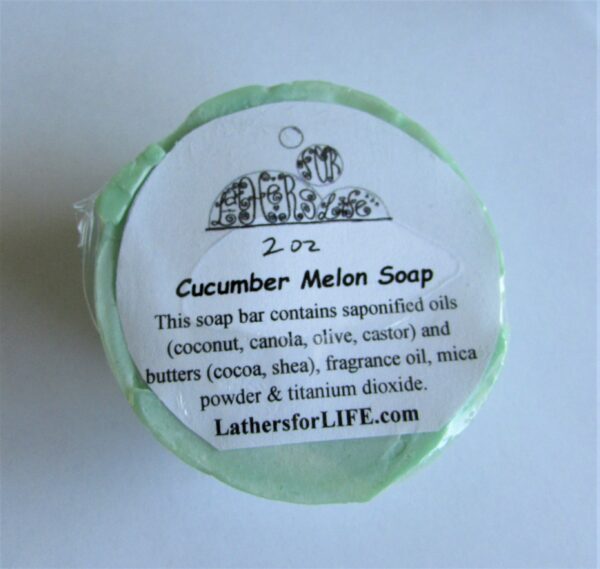 FOR
LATHERS LiFe
2 oz
Cucumber Melon Soap
This soap bar contains saponified oils
(coconut, canola, olive, castor) and
butters (cocoa, shea), fragrance oil, mica
powder & titanium dioxide.
LathersforLIFE.com